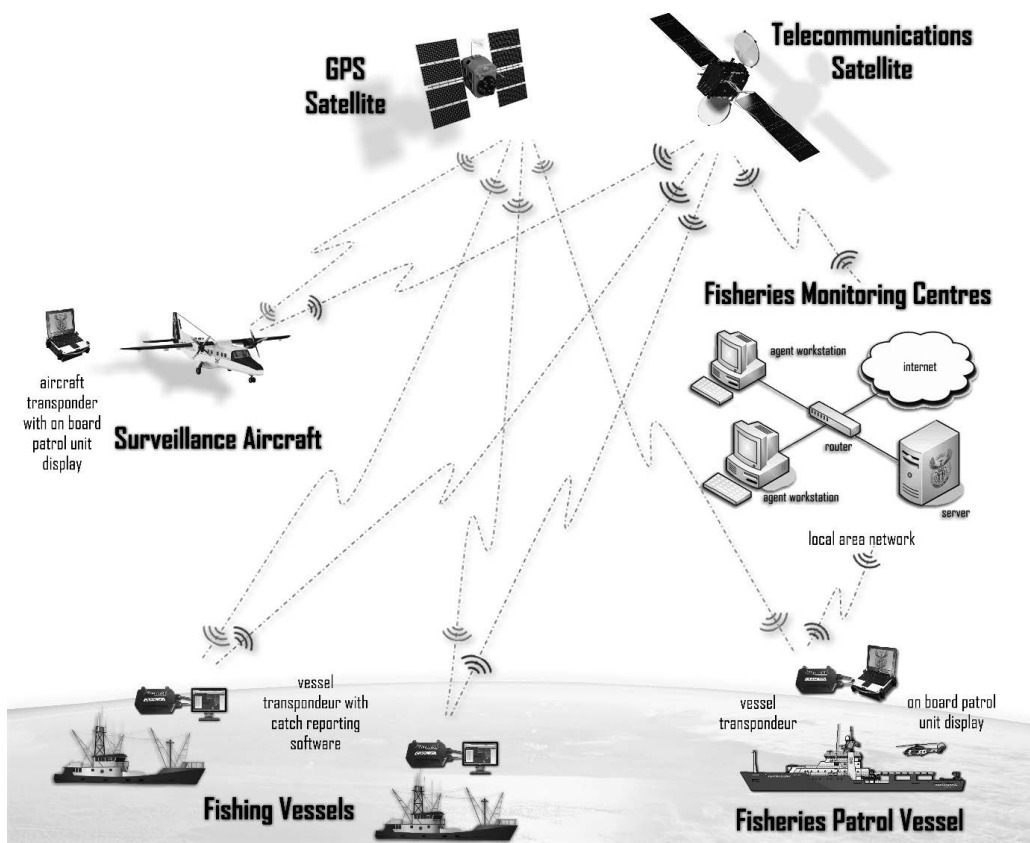 GPS
Satellite
Telecommunications
Satellite
Fisheries Monitoring Centres
agent workstation
internet
router
agent workstation
server
local area network
aircraft
transponder
with on board
patrol unit
display
Surveillance Aircraft
vessel
transpondeur with
catch reporting
software
Fishing Vessels
vessel
transpondeur
on board patrol
unit display
Fisheries Patrol Vessel